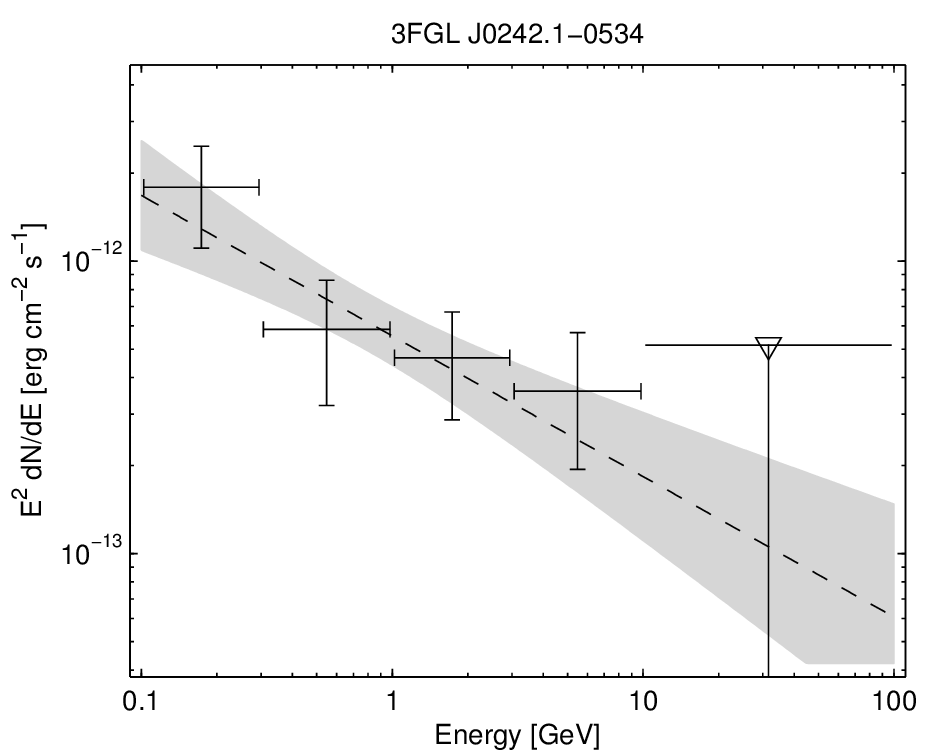 3FGL J0242.1−0534
E² dN/dE [erg cm⁻² s⁻¹]
10⁻¹²
10⁻¹³
0.1 1 10 100
Energy [GeV]